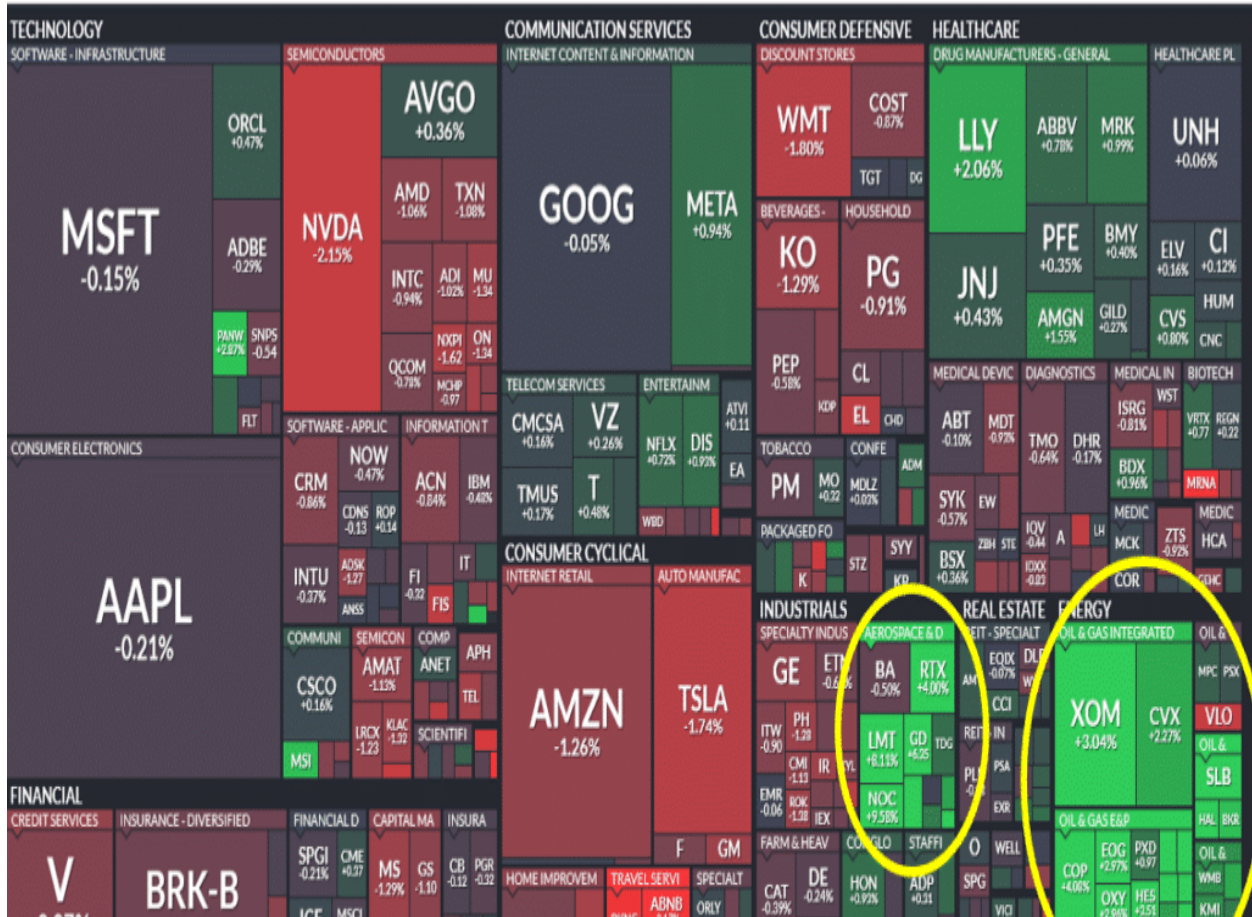 TECHNOLOGY
SOFTWARE - INFRASTRUCTURE
MSFT
-0.15%
ORCL
+0.47%
ADBE
-0.29%
PANW
+2.87%
SNPS
-0.54
FLT
SEMICONDUCTORS
NVDA
-2.15%
AVGO
+0.36%
AMD
-1.06%
TXN
-1.08%
INTC
-0.94%
ADI
-1.02%
MU
-1.34
QCOM
-0.78%
NXPI
-1.62
ON
-1.34
MCHP
-0.97
CONSUMER ELECTRONICS
AAPL
-0.21%
SOFTWARE - APPLIC
CRM
-0.86%
NOW
-0.47%
CDNS
-0.13
ROP
+0.14
INTU
-0.37%
ADSK
-1.27
ANSS
INFORMATION T
ACN
-0.84%
IBM
-0.48%
FI
-0.32
IT
FIS
COMMUNI
CSCO
+0.16%
MSI
SEMICON
AMAT
-1.13%
LRCX
-1.23
KLAC
-1.32
COMP
ANET
APH
TEL
SCIENTIFI
COMMUNICATION SERVICES
INTERNET CONTENT & INFORMATION
GOOG
-0.05%
META
+0.94%
TELECOM SERVICES
CMCSA
+0.16%
VZ
+0.26%
TMUS
+0.17%
T
+0.48%
ENTERTAINM
NFLX
+0.72%
DIS
+0.93%
WBD
ATVI
+0.11
EA
CONSUMER CYCLICAL
INTERNET RETAIL
AMZN
-1.26%
AUTO MANUFAC
TSLA
-1.74%
F
GM
HOME IMPROVEM
TRAVEL SERVI
ABNB
SPECIALT
ORLY
CONSUMER DEFENSIVE
DISCOUNT STORES
WMT
-1.80%
COST
-0.87%
TGT
DG
BEVERAGES -
KO
-1.29%
PEP
-0.58%
KDP
HOUSEHOLD
PG
-0.91%
CL
EL
CHD
TOBACCO
PM
MO
+0.32
CONFE
MDLZ
+0.03%
ADM
PACKAGED FO
K
STZ
SYY
KR
HEALTHCARE
DRUG MANUFACTURERS - GENERAL
LLY
+2.06%
ABBV
+0.78%
MRK
+0.99%
JNJ
+0.43%
PFE
+0.35%
BMY
+0.40%
AMGN
+1.55%
GILD
+0.27%
HEALTHCARE PL
UNH
+0.06%
ELV
+0.16%
CI
+0.12%
CVS
+0.80%
HUM
CNC
MEDICAL DEVIC
ABT
-0.10%
MDT
-0.93%
SYK
-0.57%
EW
BSX
+0.36%
ZBH
STE
DIAGNOSTICS
TMO
-0.64%
DHR
-0.17%
IQV
-0.44
A
LH
IDXX
-0.83
MEDICAL IN
ISRG
-0.81%
WST
BDX
+0.96%
BIOTECH
VRTX
+0.77
REGN
+0.22
MRNA
MEDIC
MCK
COR
ZTS
-0.92%
MEDIC
HCA
GEHC
INDUSTRIALS
SPECIALTY INDUS
GE
ITW
-0.90
PH
-1.28
CMI
-1.13
IR
EMR
-0.06
ROK
-1.38
IEX
AEROSPACE & D
BA
-0.50%
RTX
+4.00%
LMT
+8.11%
GD
+6.25
TDG
NOC
+9.58%
FARM & HEAV
CAT
-0.39%
DE
-0.24%
HON
+0.93%
STAFFI
ADP
+0.31
REAL ESTATE
EQIX
-0.07%
CCI
PSA
EXR
O
WELL
SPG
VICI
ENERGY
OIL & GAS INTEGRATED
XOM
+3.04%
CVX
+2.27%
OIL & GAS E&P
COP
+4.08%
EOG
+2.97%
PXD
+0.97
OXY
HES
OIL &
MPC
PSX
VLO
OIL &
SLB
HAL
BKR
OIL &
WMB
KMI
FINANCIAL
CREDIT SERVICES
V
INSURANCE - DIVERSIFIED
BRK-B
FINANCIAL D
SPGI
-0.21%
CME
+0.37
ICE
MSCI
CAPITAL MA
MS
-1.29%
GS
-1.10
INSURA
CB
-0.12
PGR
-0.32